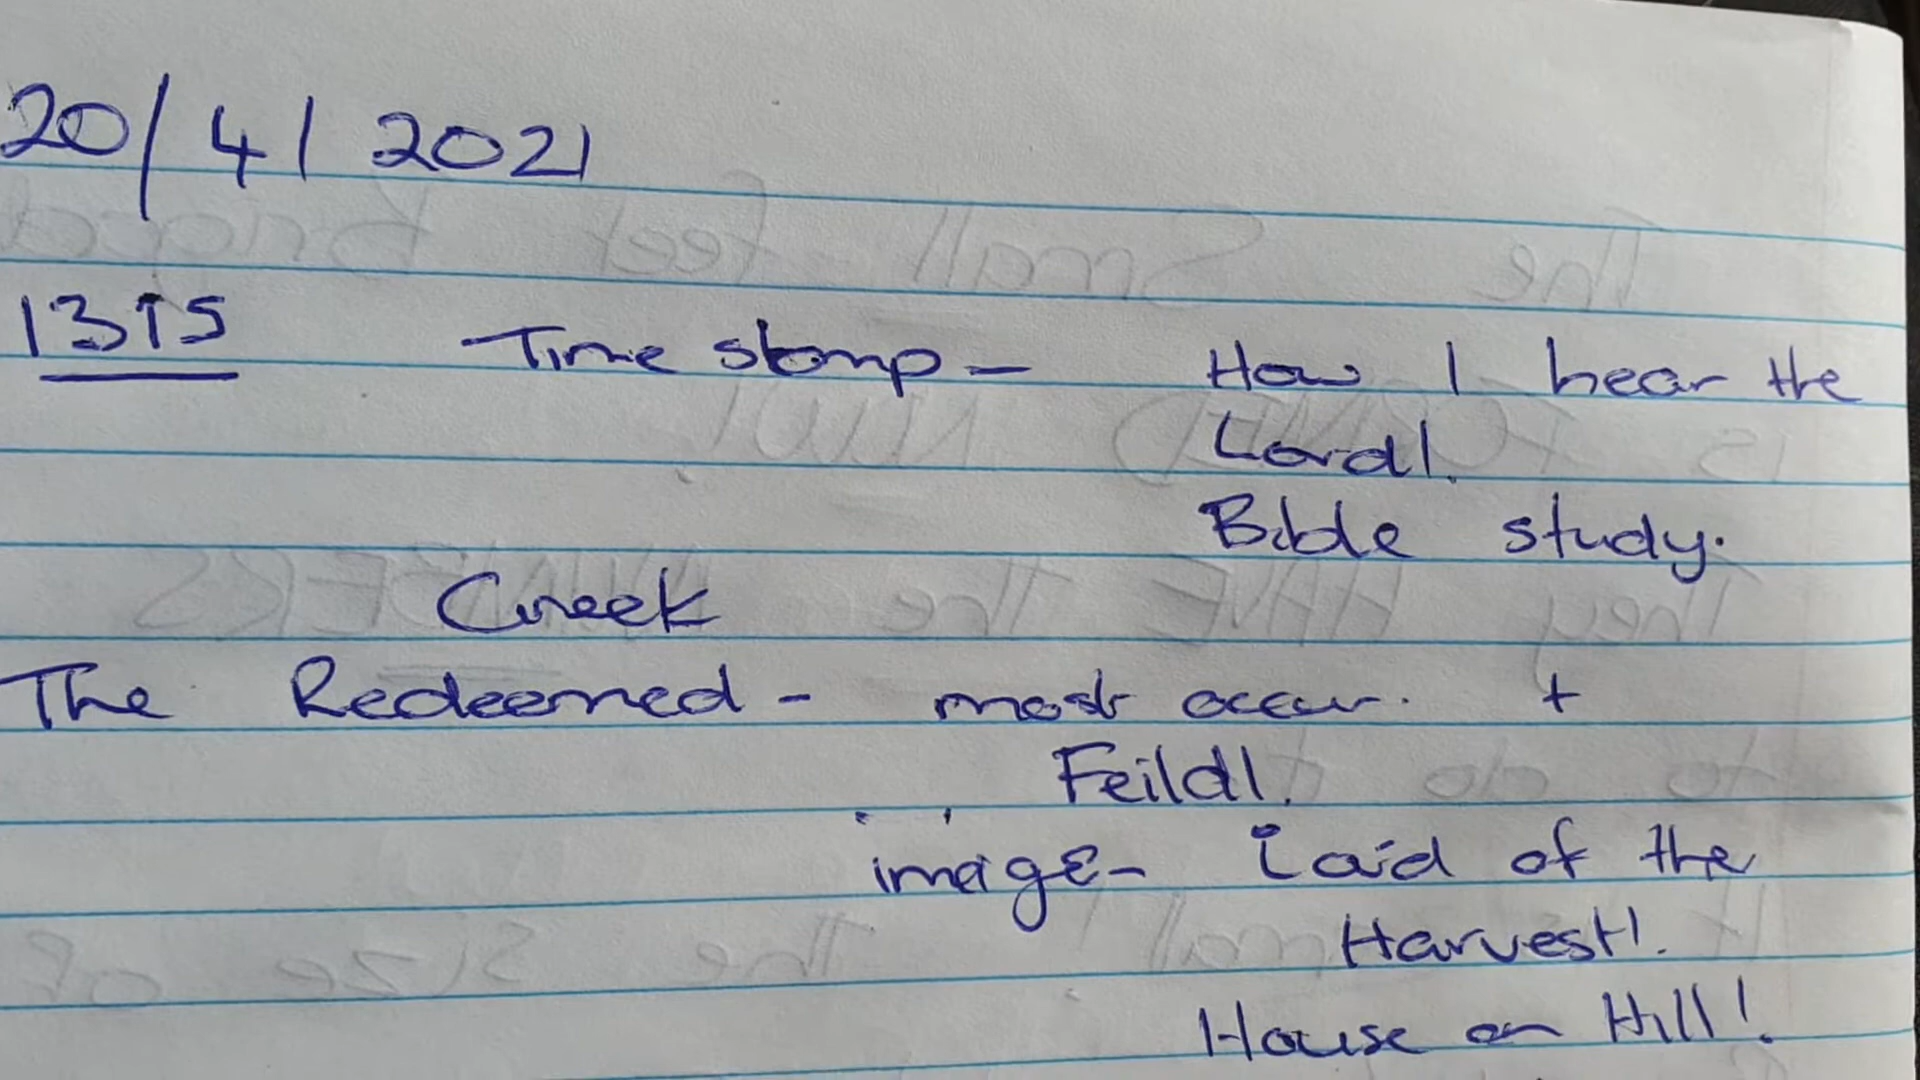 20/4/2021
13TS Time stamp - How I hear the
Lord!.
Bible study.
Creek
The Redeemed - most occur. +
Feild!.
image - Laid of the
Harvest!.
House on Hill!